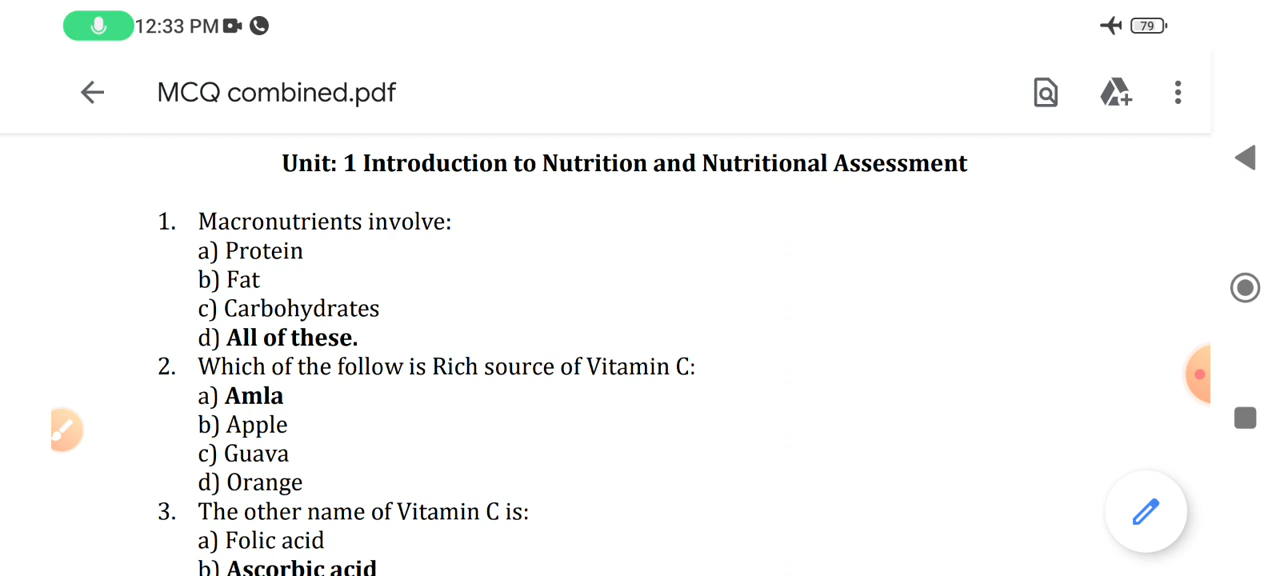 12:33 PM
79
MCQ combined.pdf
Unit: 1 Introduction to Nutrition and Nutritional Assessment
1. Macronutrients involve:
a) Protein
b) Fat
c) Carbohydrates
d) All of these.
2. Which of the follow is Rich source of Vitamin C:
a) Amla
b) Apple
c) Guava
d) Orange
3. The other name of Vitamin C is:
a) Folic acid
b) Ascorbic acid